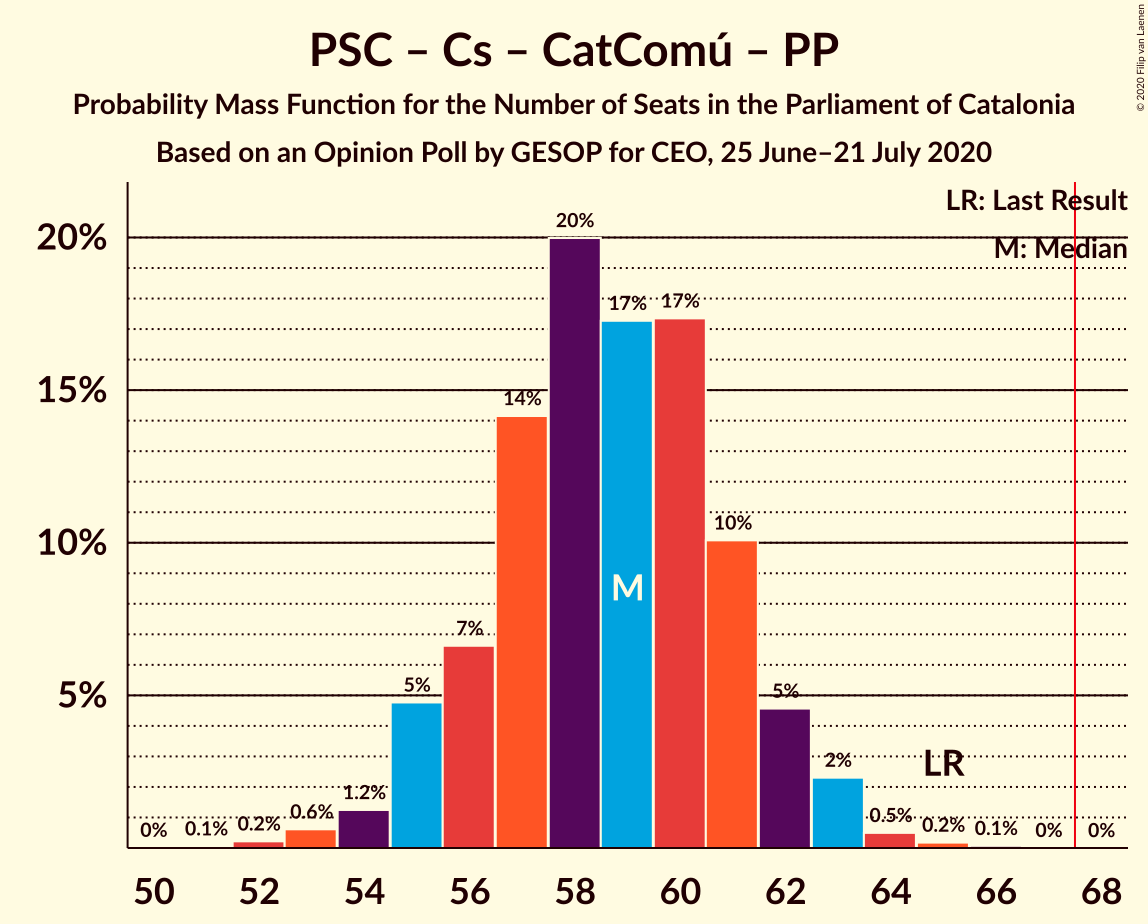 PSC – Cs – CatComú – PP
Probability Mass Function for the Number of Seats in the Parliament of Catalonia
Based on an Opinion Poll by GESOP for CEO, 25 June–21 July 2020
© 2020 Filip van Laenen
LR: Last Result
M: Median
20%
15%
10%
5%
0%
0.1%
0.2%
0.6%
1.2%
5%
7%
14%
20%
17%
17%
10%
5%
2%
0.5%
0.2%
0.1%
0%
0%
M
LR
50 52 54 56 58 60 62 64 66 68